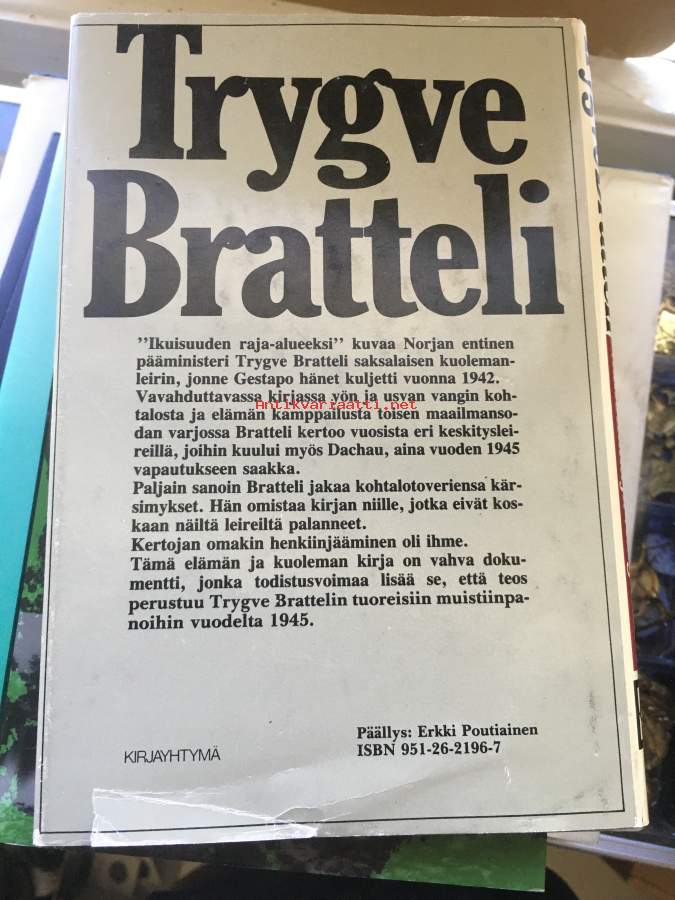 Trygve
Bratteli
"Ikuisuuden raja-alueeksi" kuvaa Norjan entinen
pääministeri Trygve Bratteli saksalaisen kuoleman-
leirin, jonne Gestapo hänet kuljetti vuonna 1942.
Vavahduttavassa kirjassa yön ja usvan vangin koh-
Antikvariaatti.net
talosta ja elämän kamppailusta toisen maailmanso-
dan varjossa Bratteli kertoo vuosista eri keskityslei-
reillä, joihin kuului myös Dachau, aina vuoden 1945
vapautukseen saakka.
Paljain sanoin Bratteli jakaa kohtalotoveriensa kär-
simykset. Hän omistaa kirjan niille, jotka eivät kos-
kaan näiltä leireiltä palanneet.
Kertojan omakin henkiinjääminen oli ihme.
Tämä elämän ja kuoleman kirja on vahva doku-
mentti, jonka todistusvoimaa lisää se, että teos
perustuu Trygve Brattelin tuoreisiin muistiinpa-
noihin vuodelta 1945.
KIRJAYHTYMÄ
Päällys: Erkki Poutiainen
ISBN 951-26-2196-7